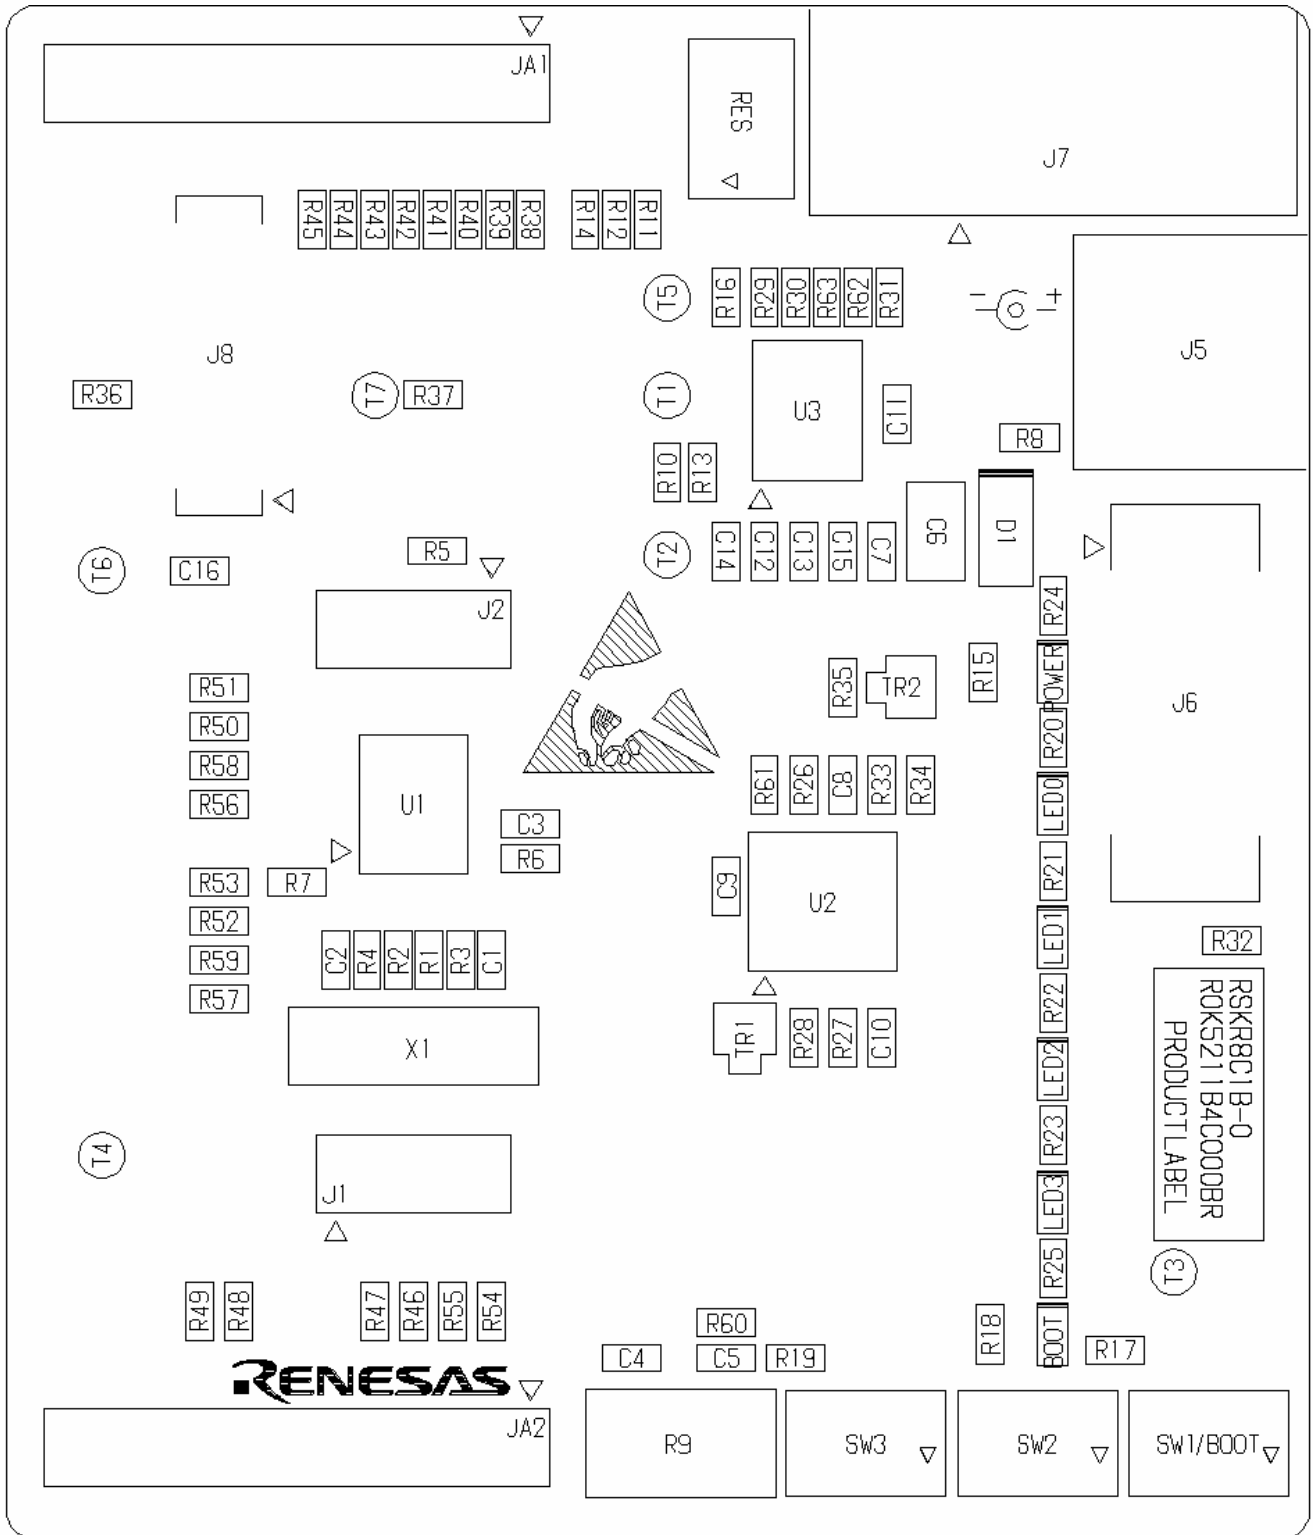 JA1
RES
J7
R45
R44
R43
R42
R41
R40
R39
R38
R14
R12
R11
T5
R16
R29
R30
R63
R62
R31
- +
J8
J5
R36
T7
R37
T1
U3
C11
R8
R10
R13
T6
C16
R5
T2
C14
C12
C13
C15
C7
C6
D1
R24
J2
R51
R50
R58
R56
R35
TR2
R15
POWER
J6
R20
U1
C3
R6
R61
R26
C8
R33
R34
LED0
R53
R7
R52
R59
R57
C9
U2
R21
LED1
R32
C2
R4
R2
R1
R3
C1
X1
TR1
R28
R27
C10
R22
LED2
RSKR8C1B-0
R0K5211B4C000BR
PRODUCTLABEL
T4
J1
R23
LED3
R25
T3
R49
R48
R47
R46
R55
R54
R60
C4
C5
R19
R18
BOOT
R17
RENESAS
JA2
R9
SW3
SW2
SW1/BOOT